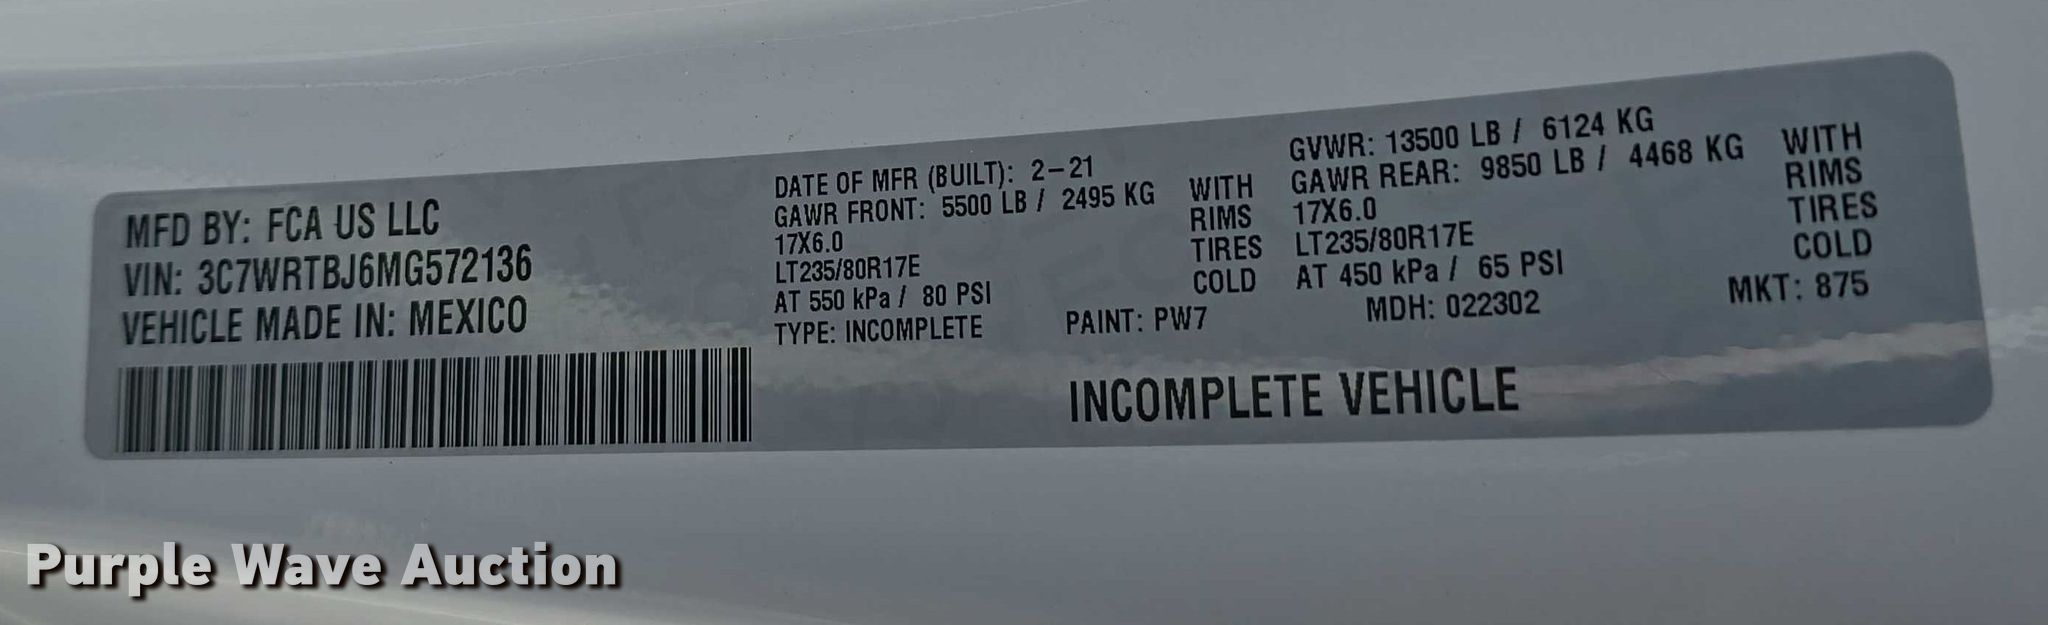 MFD BY: FCA US LLC
VIN: 3C7WRTBJ6MG572136
VEHICLE MADE IN: MEXICO
DATE OF MFR (BUILT): 2-21
GAWR FRONT: 5500 LB / 2495 KG WITH
17X6.0 RIMS
LT235/80R17E TIRES
AT 550 kPa / 80 PSI COLD
TYPE: INCOMPLETE PAINT: PW7
GVWR: 13500 LB / 6124 KG
GAWR REAR: 9850 LB / 4468 KG WITH
17X6.0 RIMS
LT235/80R17E TIRES
AT 450 kPa / 65 PSI COLD
MDH: 022302 MKT: 875
INCOMPLETE VEHICLE
Purple Wave Auction